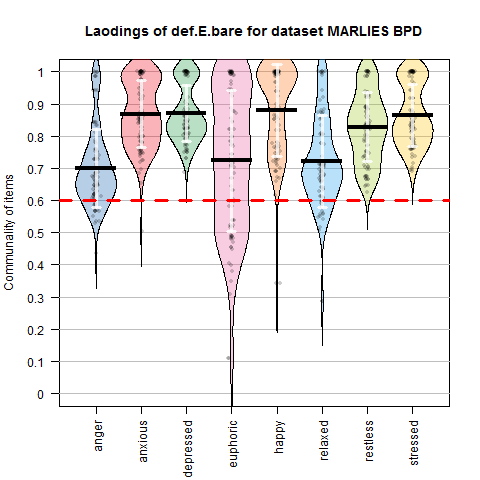 Laodings of def.E.bare for dataset MARLIES BPD
Communality of items
1
0.9
0.8
0.7
0.6
0.5
0.4
0.3
0.2
0.1
0
anger
anxious
depressed
euphoric
happy
relaxed
restless
stressed